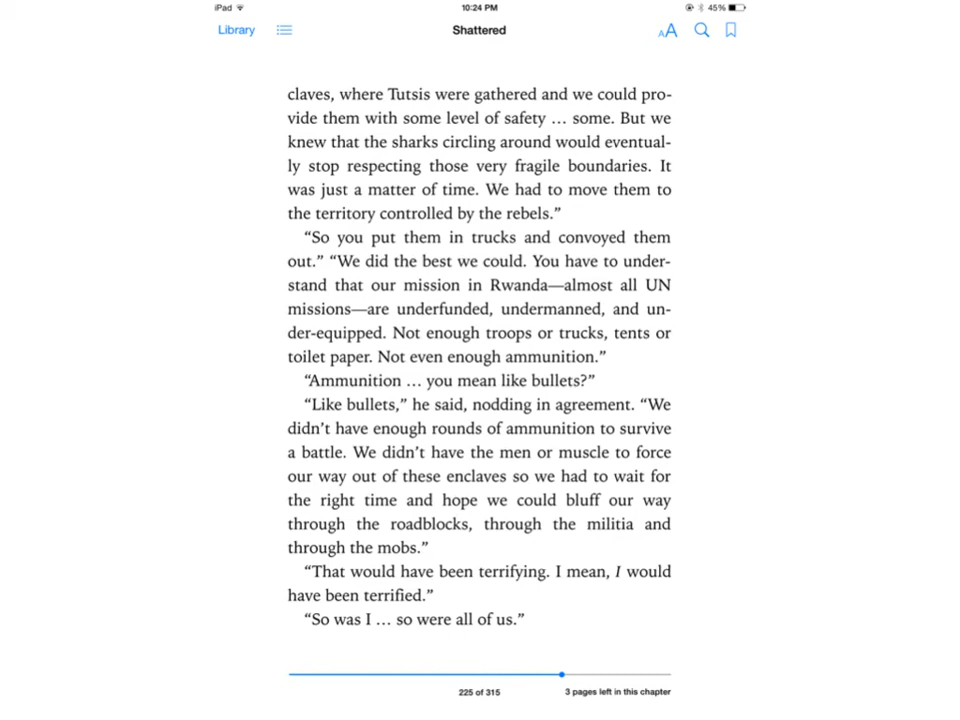 iPad
10:24 PM
45%
Library
Shattered
AA
claves, where Tutsis were gathered and we could pro-
vide them with some level of safety … some. But we
knew that the sharks circling around would eventual-
ly stop respecting those very fragile boundaries. It
was just a matter of time. We had to move them to
the territory controlled by the rebels.”
“So you put them in trucks and convoyed them
out.” “We did the best we could. You have to under-
stand that our mission in Rwanda—almost all UN
missions—are underfunded, undermanned, and un-
der-equipped. Not enough troops or trucks, tents or
toilet paper. Not even enough ammunition.”
“Ammunition … you mean like bullets?”
“Like bullets,” he said, nodding in agreement. “We
didn’t have enough rounds of ammunition to survive
a battle. We didn’t have the men or muscle to force
our way out of these enclaves so we had to wait for
the right time and hope we could bluff our way
through the roadblocks, through the militia and
through the mobs.”
“That would have been terrifying. I mean, I would
have been terrified.”
“So was I … so were all of us.”
225 of 315
3 pages left in this chapter